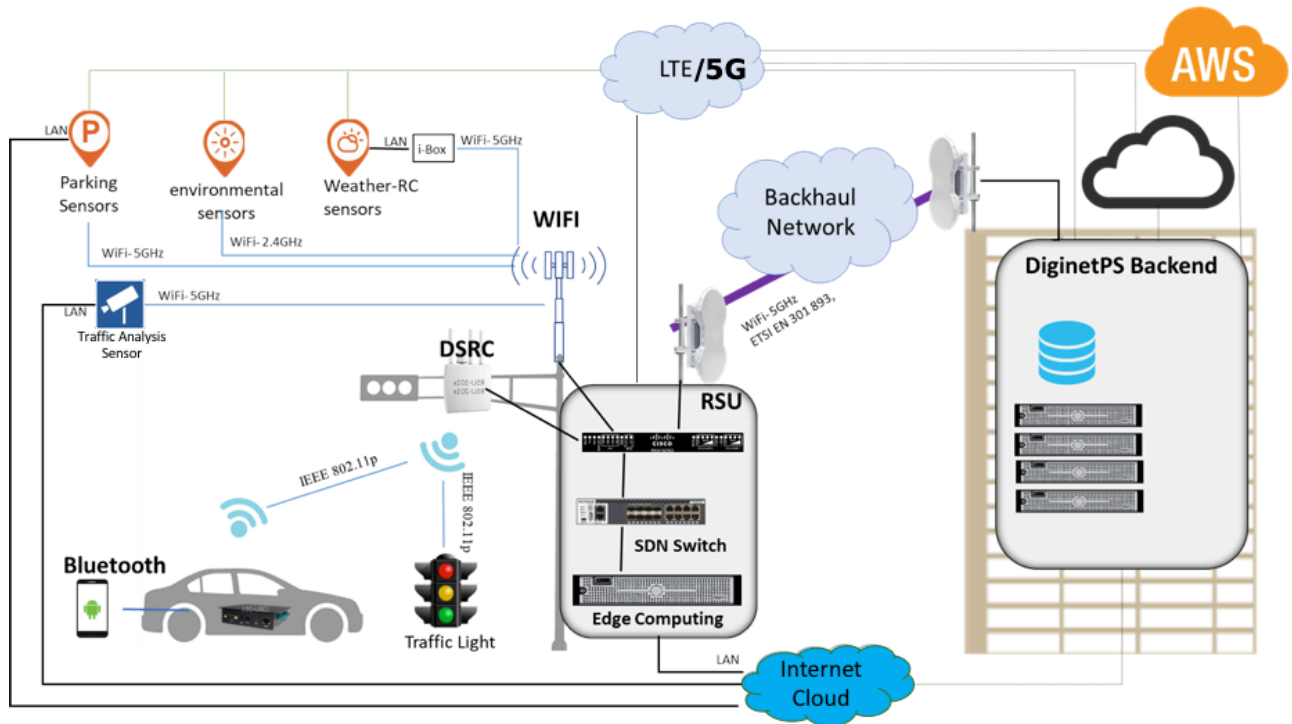 LTE/5G
AWS
LAN
P
LAN
i-Box
WiFi-5GHz
Parking
Sensors
environmental
sensors
Weather-RC
sensors
WIFI
Backhaul
Network
WiFi-2.4GHz
WiFi-5GHz
DiginetPS Backend
WiFi-5GHz
LAN
WiFi-5GHz
ETSI EN 301 893,
Traffic Analysis
Sensor
DSRC
RSU
CISCO
IEEE 802.11p
IEEE 802.11p
SDN Switch
Bluetooth
Edge Computing
Traffic Light
LAN
Internet
Cloud